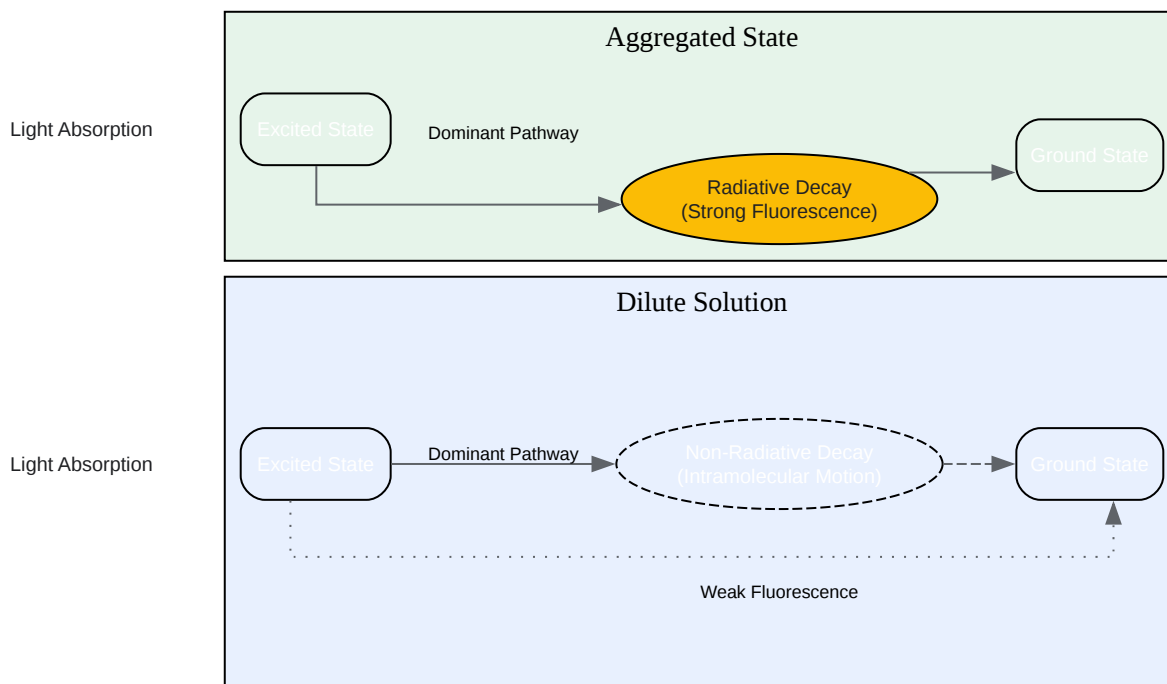 Aggregated State
Light Absorption
Excited State
Dominant Pathway
Radiative Decay
(Strong Fluorescence)
Ground State
Dilute Solution
Light Absorption
Excited State
Dominant Pathway
Non-Radiative Decay
(Intramolecular Motion)
Ground State
Weak Fluorescence